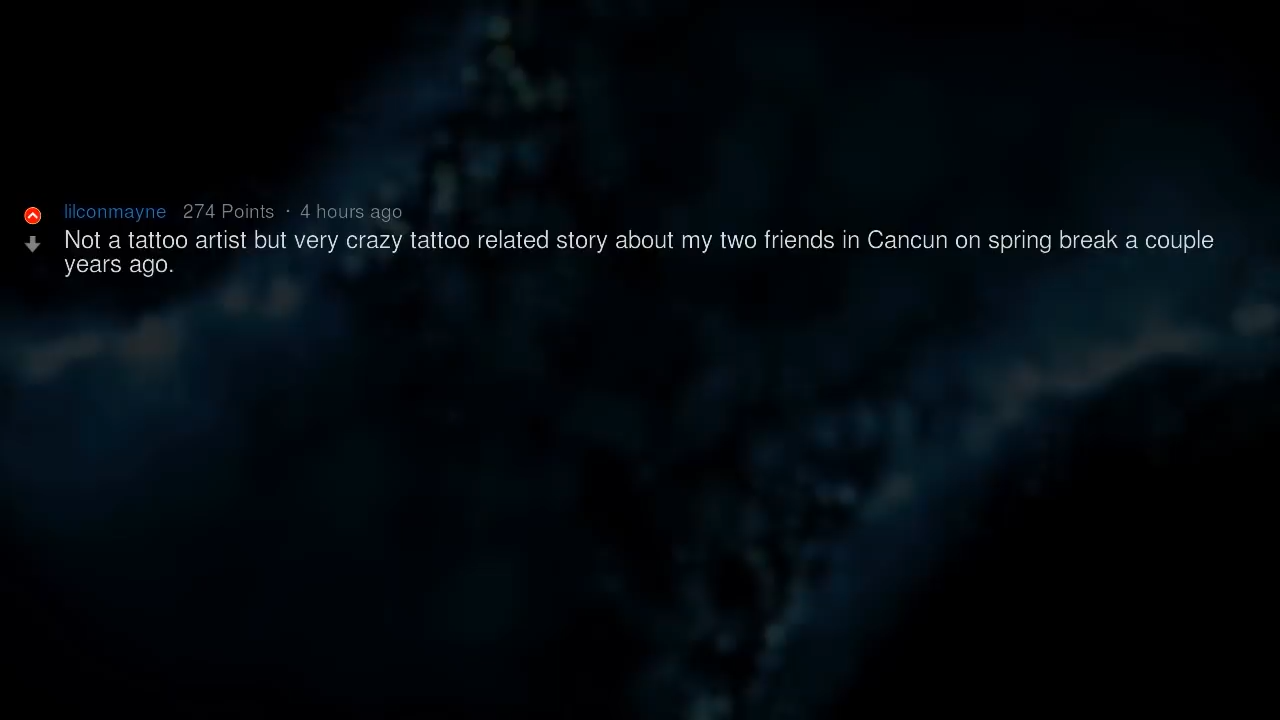 lilconmayne 274 Points · 4 hours ago
Not a tattoo artist but very crazy tattoo related story about my two friends in Cancun on spring break a couple
years ago.